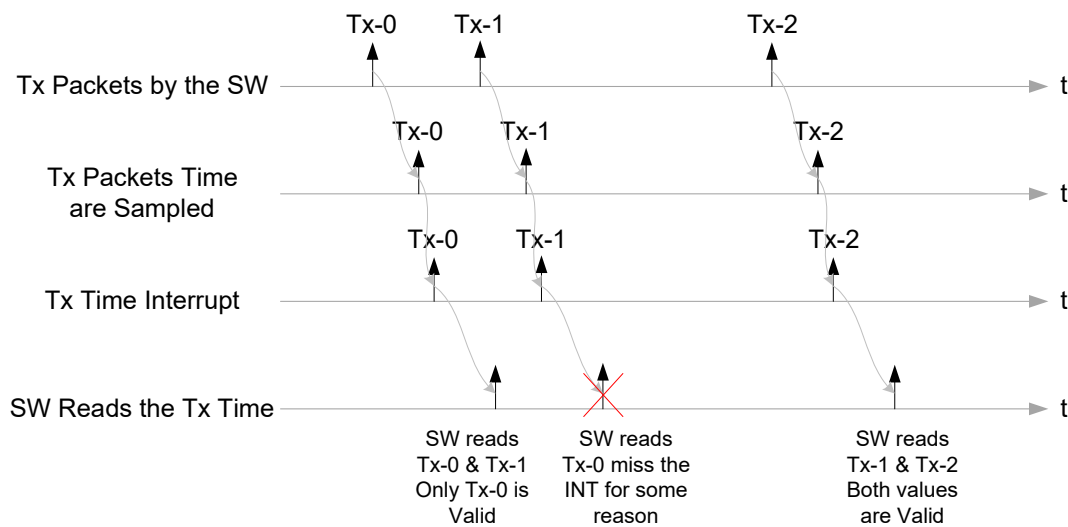 Tx-0
Tx-1
Tx-2
Tx Packets by the SW
t
Tx-0
Tx-1
Tx-2
Tx Packets Time
are Sampled
t
Tx-0
Tx-1
Tx-2
Tx Time Interrupt
t
SW Reads the Tx Time
t
SW reads
Tx-0 & Tx-1
Only Tx-0 is
Valid
SW reads
Tx-0 miss the
INT for some
reason
SW reads
Tx-1 & Tx-2
Both values
are Valid